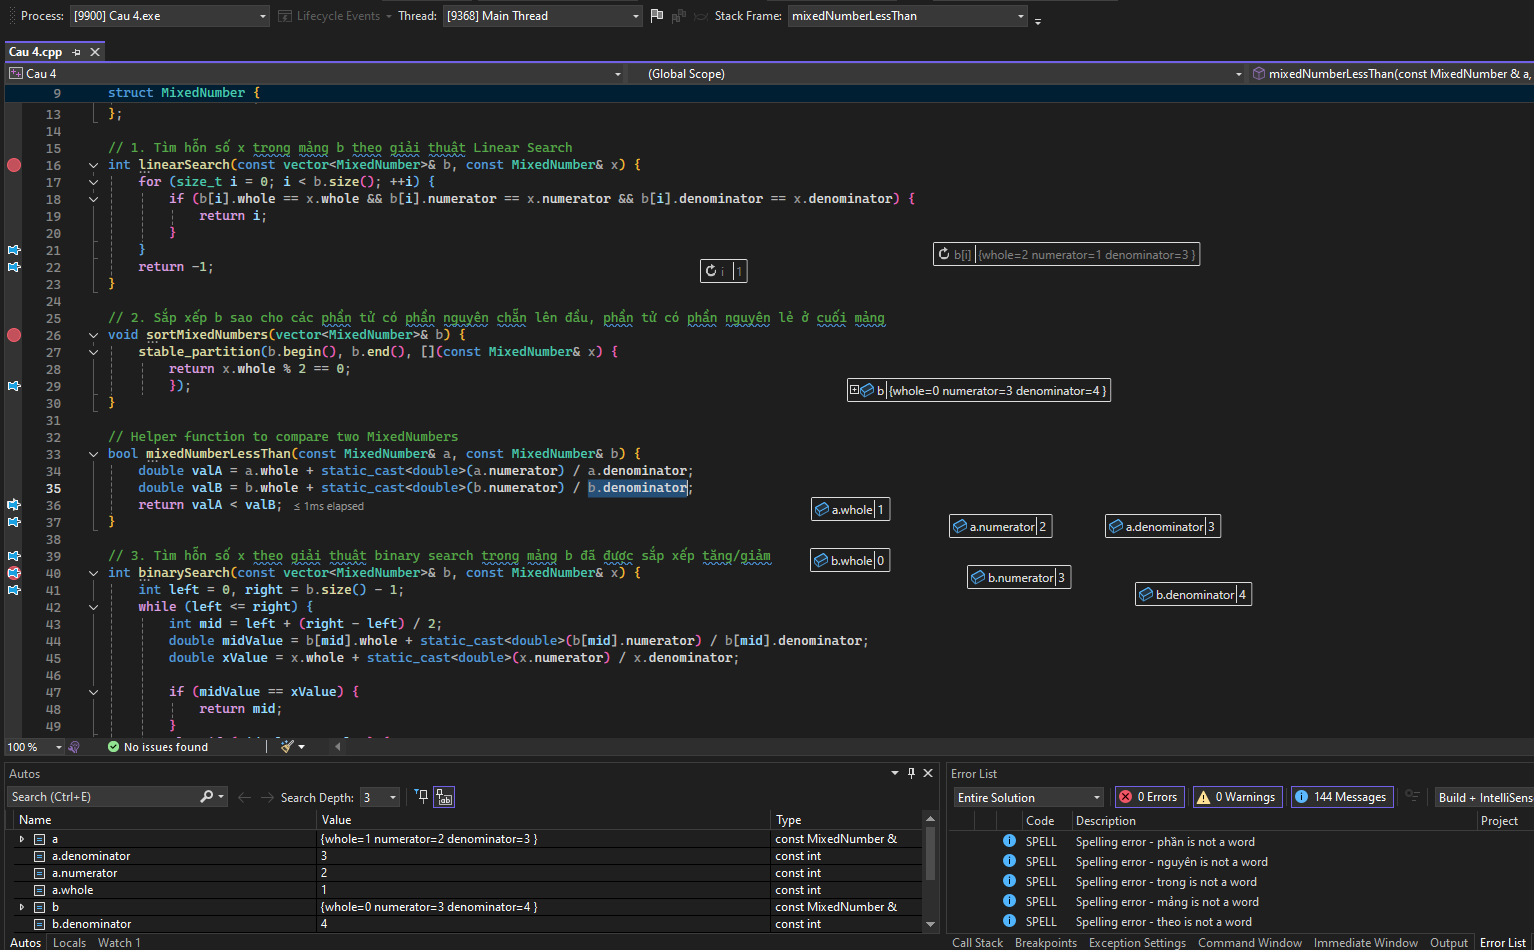 Process: [9900] Cau 4.exe Lifecycle Events Thread: [9368] Main Thread Stack Frame: mixedNumberLessThan
Cau 4.cpp
Cau 4 (Global Scope) mixedNumberLessThan(const MixedNumber & a,
9 struct MixedNumber {
13 };
14
15 // 1. Tìm hỗn số x trong mảng b theo giải thuật Linear Search
16 int linearSearch(const vector<MixedNumber>& b, const MixedNumber& x) {
17 for (size_t i = 0; i < b.size(); ++i) {
18 if (b[i].whole == x.whole && b[i].numerator == x.numerator && b[i].denominator == x.denominator) {
19 return i;
20 }
21 }
b[i] {whole=2 numerator=1 denominator=3 }
22 return -1;
i 1
23 }
24
25 // 2. Sắp xếp b sao cho các phần tử có phần nguyên chẵn lên đầu, phần tử có phần nguyên lẻ ở cuối mảng
26 void sortMixedNumbers(vector<MixedNumber>& b) {
27 stable_partition(b.begin(), b.end(), [](const MixedNumber& x) {
28 return x.whole % 2 == 0;
29 });
b {whole=0 numerator=3 denominator=4 }
30 }
31
32 // Helper function to compare two MixedNumbers
33 bool mixedNumberLessThan(const MixedNumber& a, const MixedNumber& b) {
34 double valA = a.whole + static_cast<double>(a.numerator) / a.denominator;
35 double valB = b.whole + static_cast<double>(b.numerator) / b.denominator;
36 return valA < valB; ≤ 1ms elapsed
a.whole 1
37 }
a.numerator 2 a.denominator 3
38
39 // 3. Tìm hỗn số x theo giải thuật binary search trong mảng b đã được sắp xếp tăng/giảm
b.whole 0
40 int binarySearch(const vector<MixedNumber>& b, const MixedNumber& x) {
b.numerator 3
41 int left = 0, right = b.size() - 1;
b.denominator 4
42 while (left <= right) {
43 int mid = left + (right - left) / 2;
44 double midValue = b[mid].whole + static_cast<double>(b[mid].numerator) / b[mid].denominator;
45 double xValue = x.whole + static_cast<double>(x.numerator) / x.denominator;
46
47 if (midValue == xValue) {
48 return mid;
49 }
100 % No issues found
Autos
Search (Ctrl+E) Search Depth: 3
Name Value Type
a {whole=1 numerator=2 denominator=3 } const MixedNumber &
a.denominator 3 const int
a.numerator 2 const int
a.whole 1 const int
b {whole=0 numerator=3 denominator=4 } const MixedNumber &
b.denominator 4 const int
Autos Locals Watch 1
Error List
Entire Solution 0 Errors 0 Warnings 144 Messages Build + IntelliSens
Code Description Project
SPELL Spelling error - phần is not a word
SPELL Spelling error - nguyên is not a word
SPELL Spelling error - trong is not a word
SPELL Spelling error - mảng is not a word
SPELL Spelling error - theo is not a word
Call Stack Breakpoints Exception Settings Command Window Immediate Window Output Error List